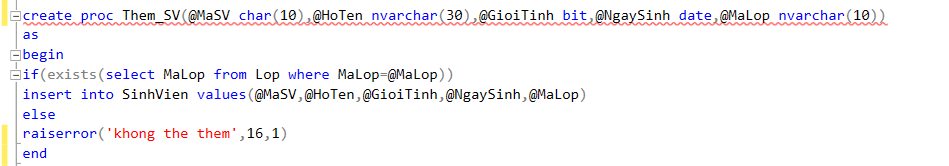 create proc Them_SV(@MaSV char(10),@HoTen nvarchar(30),@GioiTinh bit,@NgaySinh date,@MaLop nvarchar(10))
as
begin
if(exists(select MaLop from Lop where MaLop=@MaLop))
insert into SinhVien values(@MaSV,@HoTen,@GioiTinh,@NgaySinh,@MaLop)
else
raiserror('khong the them',16,1)
end